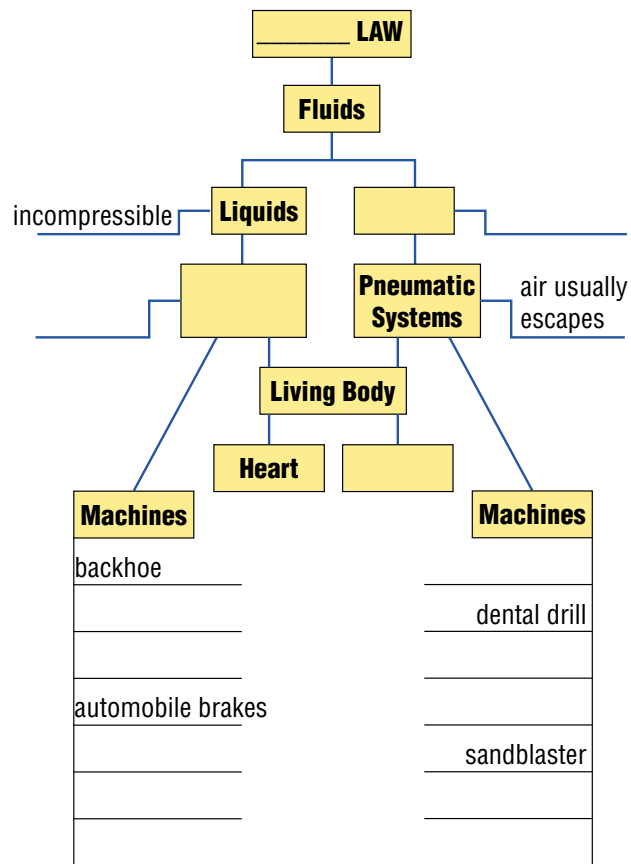 _______ LAW
Fluids
incompressible
Liquids
Pneumatic
Systems
air usually
escapes
Living Body
Heart
Machines
Machines
backhoe
dental drill
automobile brakes
sandblaster